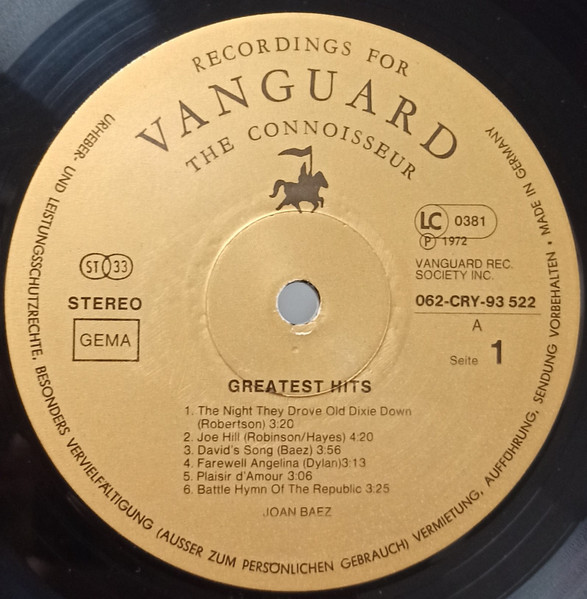 RECORDINGS FOR
VANGUARD
THE CONNOISSEUR
LC 0381
P 1972
VANGUARD REC.
SOCIETY INC.
ST 33
STEREO
GEMA
062-CRY-93 522
A
Seite 1
GREATEST HITS
1. The Night They Drove Old Dixie Down
(Robertson) 3:20
2. Joe Hill (Robinson/Hayes) 4:20
3. David's Song (Baez) 3:56
4. Farewell Angelina (Dylan)3:13
5. Plaisir d'Amour 3:06
6. Battle Hymn Of The Republic 3:25
JOAN BAEZ
URHEBER- UND LEISTUNGSSCHUTZRECHTE, BESONDERS VERVIELFÄLTIGUNG (AUSSER ZUM PERSÖNLICHEN GEBRAUCH) VERMIETUNG, AUFFÜHRUNG, SENDUNG VORBEHALTEN • MADE IN GERMANY